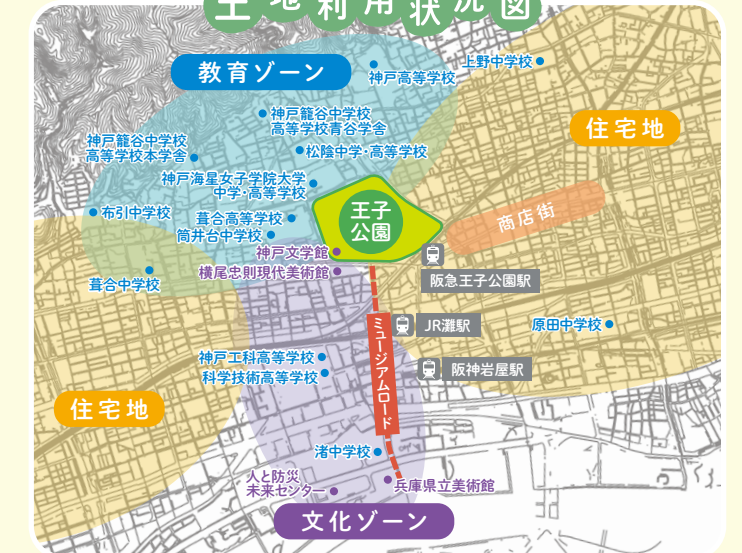 土地利用状況図
教育ゾーン
神戸高等学校
上野中学校
神戸龍谷中学校
高等学校青谷学舎
住宅地
神戸龍谷中学校
高等学校本学舎
松陰中学・高等学校
神戸海星女子学院大学
中学・高等学校
布引中学校
葺合高等学校
筒井台中学校
王子
公園
商店街
神戸文学館
横尾忠則現代美術館
葺合中学校
阪急王子公園駅
JR灘駅
原田中学校
ミュージアムロード
神戸工科高等学校
科学技術高等学校
阪神岩屋駅
住宅地
渚中学校
人と防災
未来センター
兵庫県立美術館
文化ゾーン